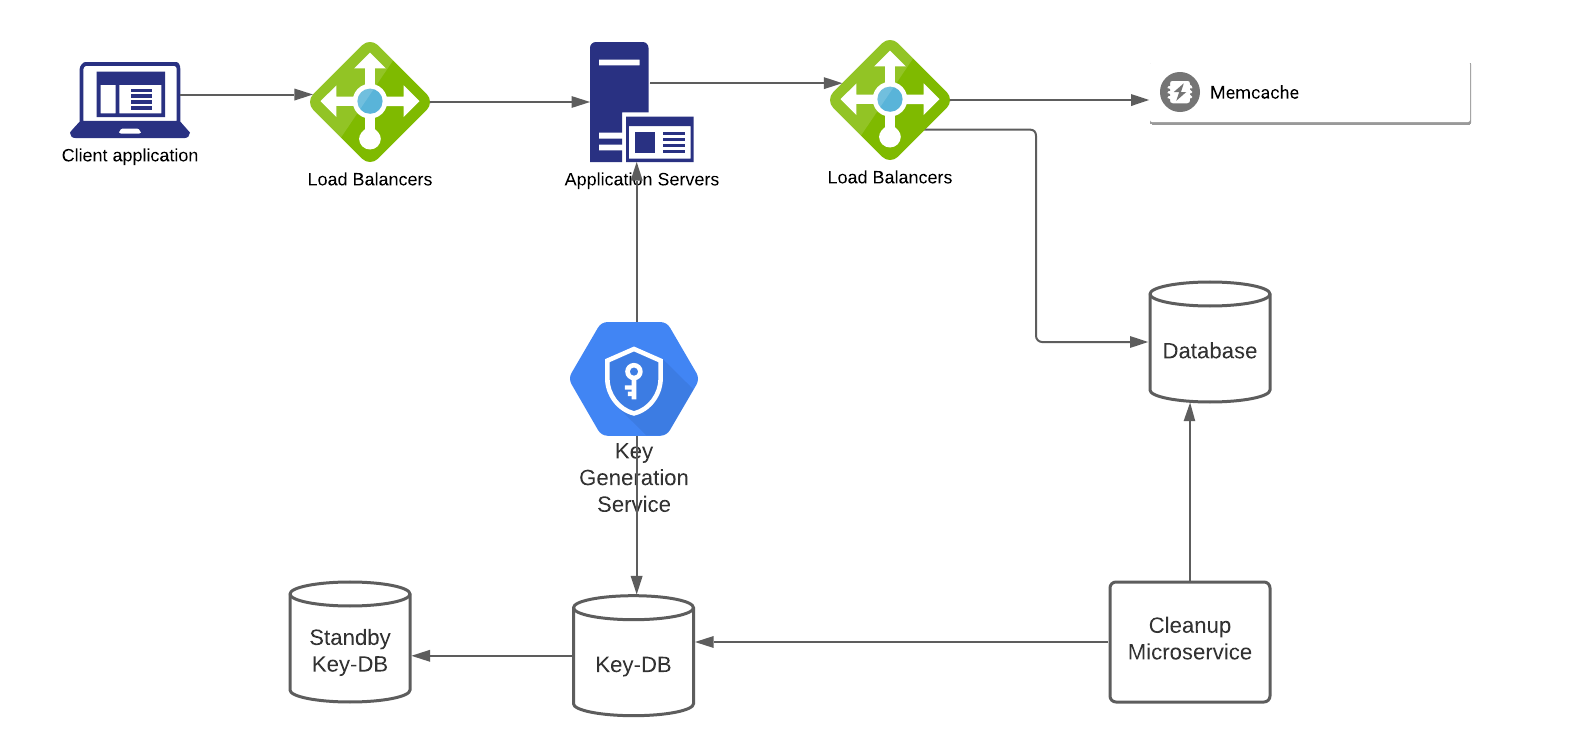 Client application
Load Balancers
Application Servers
Load Balancers
Memcache
Database
Key
Generation
Service
Standby
Key-DB
Key-DB
Cleanup
Microservice